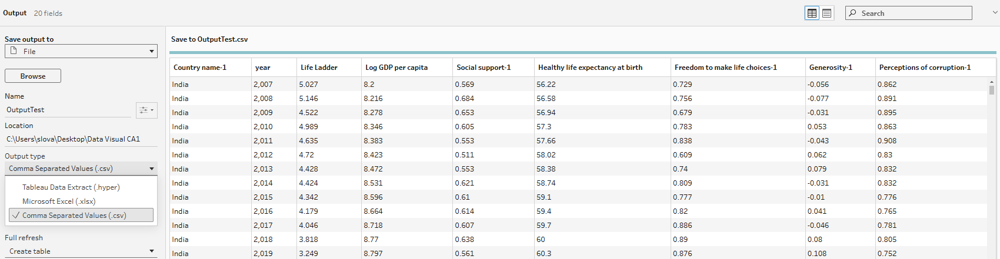 Output 20 fields
Search
Save output to
File
Browse
Name
OutputTest
Location
C:\Users\slova\Desktop\Data Visual CA1
Output type
Comma Separated Values (.csv)
Tableau Data Extract (.hyper)
Microsoft Excel (.xlsx)
Comma Separated Values (.csv)
Full refresh
Create table
Save to OutputTest.csv
Country name-1 year Life Ladder Log GDP per capita Social support-1 Healthy life expectancy at birth Freedom to make life choices-1 Generosity-1 Perceptions of corruption-1
India 2,007 5.027 8.2 0.569 56.22 0.729 -0.056 0.862
India 2,008 5.146 8.216 0.684 56.58 0.756 -0.077 0.891
India 2,009 4.522 8.278 0.653 56.94 0.679 -0.031 0.895
India 2,010 4.989 8.346 0.605 57.3 0.783 0.053 0.863
India 2,011 4.635 8.383 0.553 57.66 0.838 -0.043 0.908
India 2,012 4.72 8.423 0.511 58.02 0.609 0.062 0.83
India 2,013 4.428 8.472 0.553 58.38 0.74 0.079 0.832
India 2,014 4.424 8.531 0.621 58.74 0.809 -0.031 0.832
India 2,015 4.342 8.596 0.61 59.1 0.777 -0.01 0.776
India 2,016 4.179 8.664 0.614 59.4 0.82 0.041 0.765
India 2,017 4.046 8.718 0.607 59.7 0.886 -0.046 0.781
India 2,018 3.818 8.77 0.638 60 0.89 0.08 0.805
India 2,019 3.249 8.797 0.561 60.3 0.876 0.108 0.752